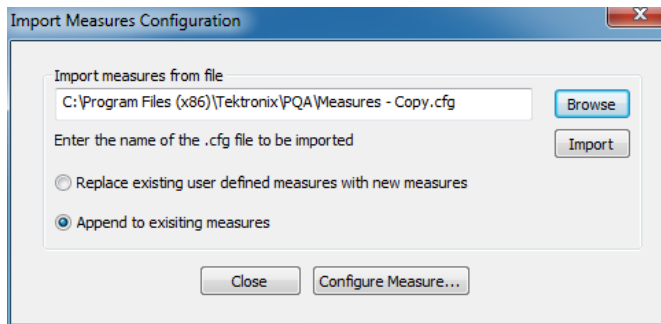 Import Measures Configuration
Import measures from file
C:\Program Files (x86)\Tektronix\PQA\Measures - Copy.cfg
Browse
Enter the name of the .cfg file to be imported
Import
Replace existing user defined measures with new measures
Append to exisiting measures
Close
Configure Measure...